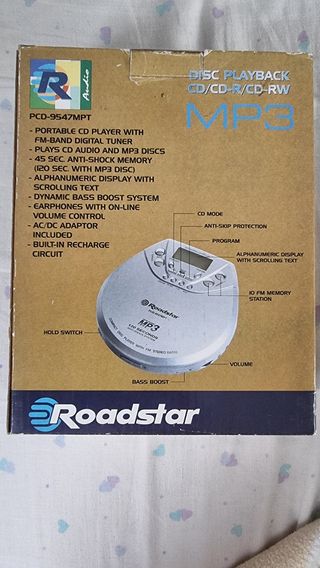 R
Audio
DISC PLAYBACK
CD/CD-R/CD-RW
MP3
PCD-9547MPT
- PORTABLE CD PLAYER WITH
FM-BAND DIGITAL TUNER
- PLAYS CD AUDIO AND MP3 DISCS
- 45 SEC. ANTI-SHOCK MEMORY
(120 SEC. WITH MP3 DISC)
- ALPHANUMERIC DISPLAY WITH
SCROLLING TEXT
- DYNAMIC BASS BOOST SYSTEM
- EARPHONES WITH ON-LINE
VOLUME CONTROL
- AC/DC ADAPTOR
INCLUDED
- BUILT-IN RECHARGE
CIRCUIT
CD MODE
ANTI-SKIP PROTECTION
PROGRAM
ALPHANUMERIC DISPLAY
WITH SCROLLING TEXT
10 FM MEMORY
STATION
Roadstar
MP3
120 SECONDS
HOLD SWITCH
VOLUME
BASS BOOST
Roadstar